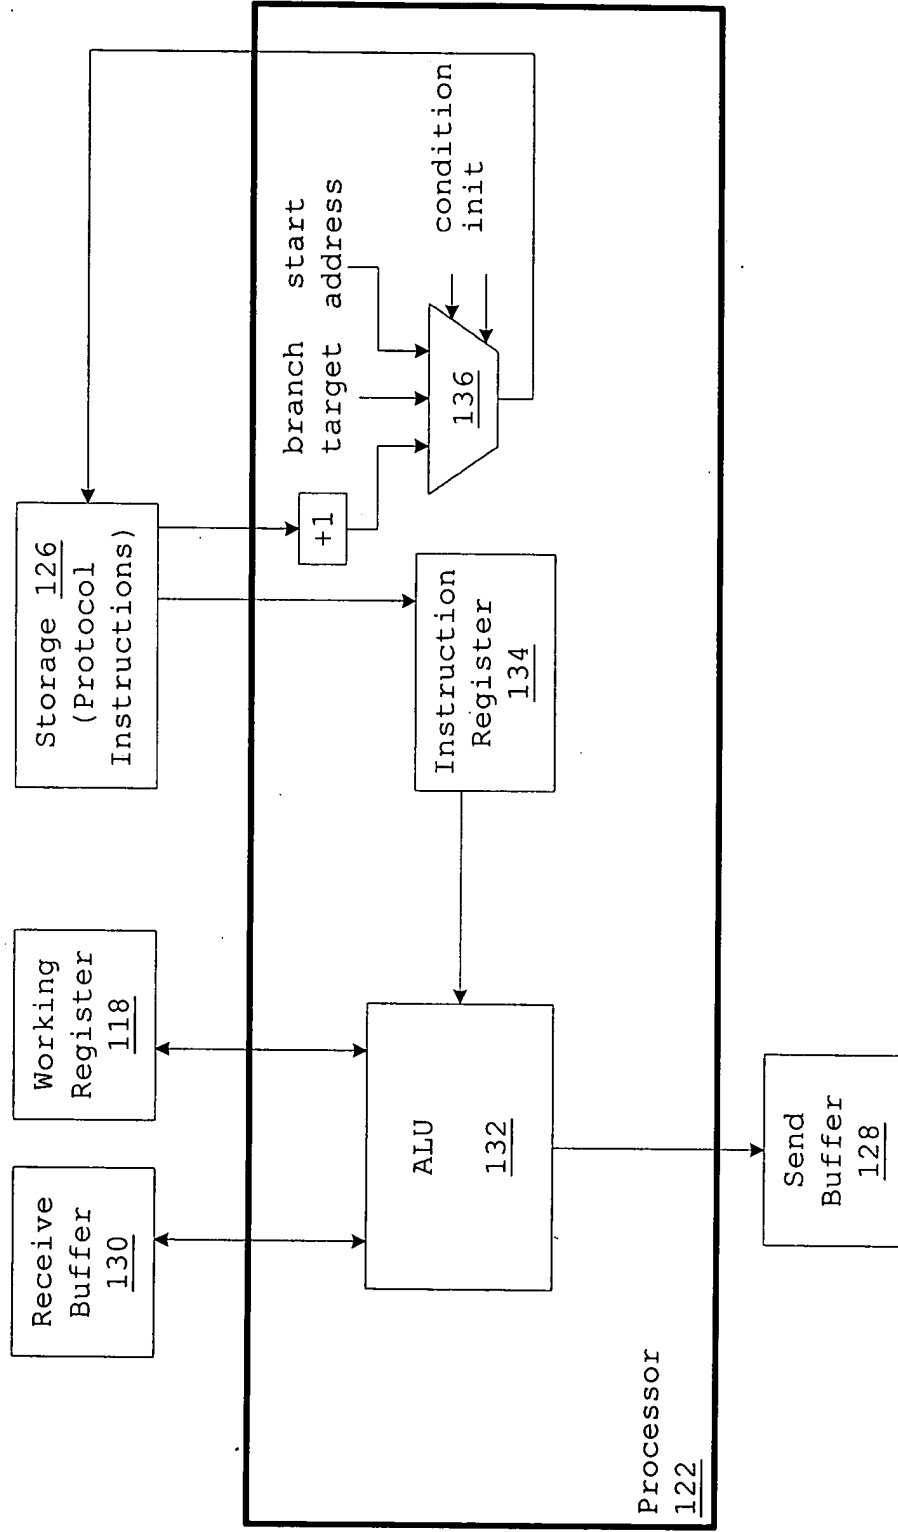 Receive
Buffer
130
Working
Register
118
Storage 126
(Protocol
Instructions)
branch
target
start
address
+1
condition
init
136
Instruction
Register
134
ALU
132
Processor
122
Send
Buffer
128